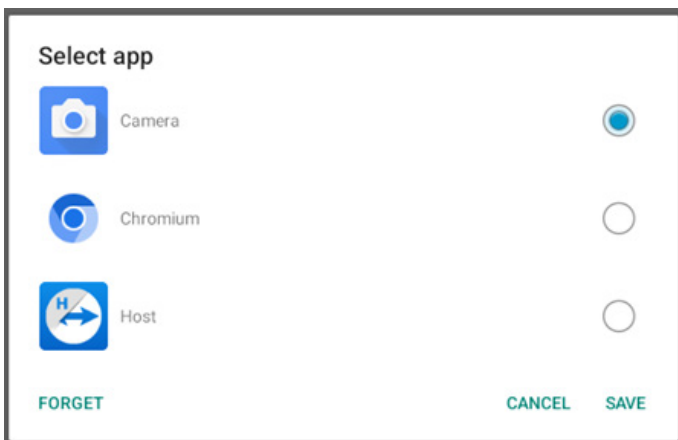 Select app
Camera
Chromium
H
Host
FORGET CANCEL SAVE